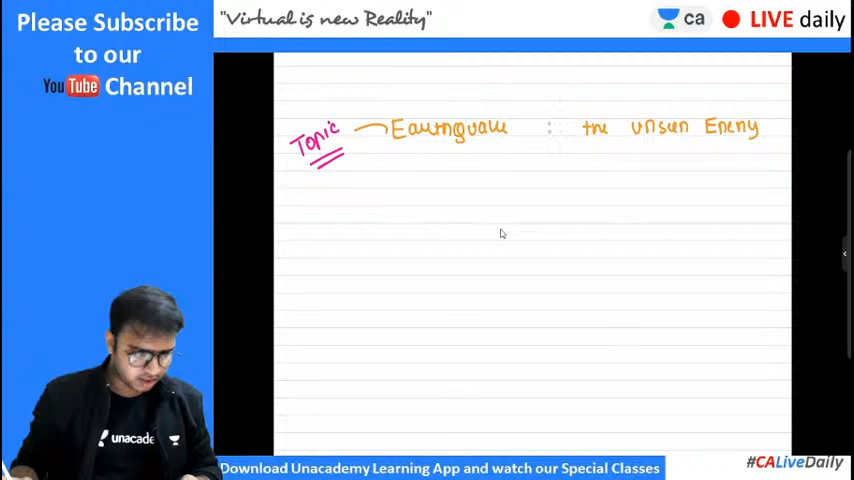 Please Subscribe
to our
YouTube Channel
"Virtual is new Reality"
ca
LIVE daily
Topic — Earthquake : the unseen Enemy
unacade
Download Unacademy Learning App and watch our Special Classes
#CALiveDaily